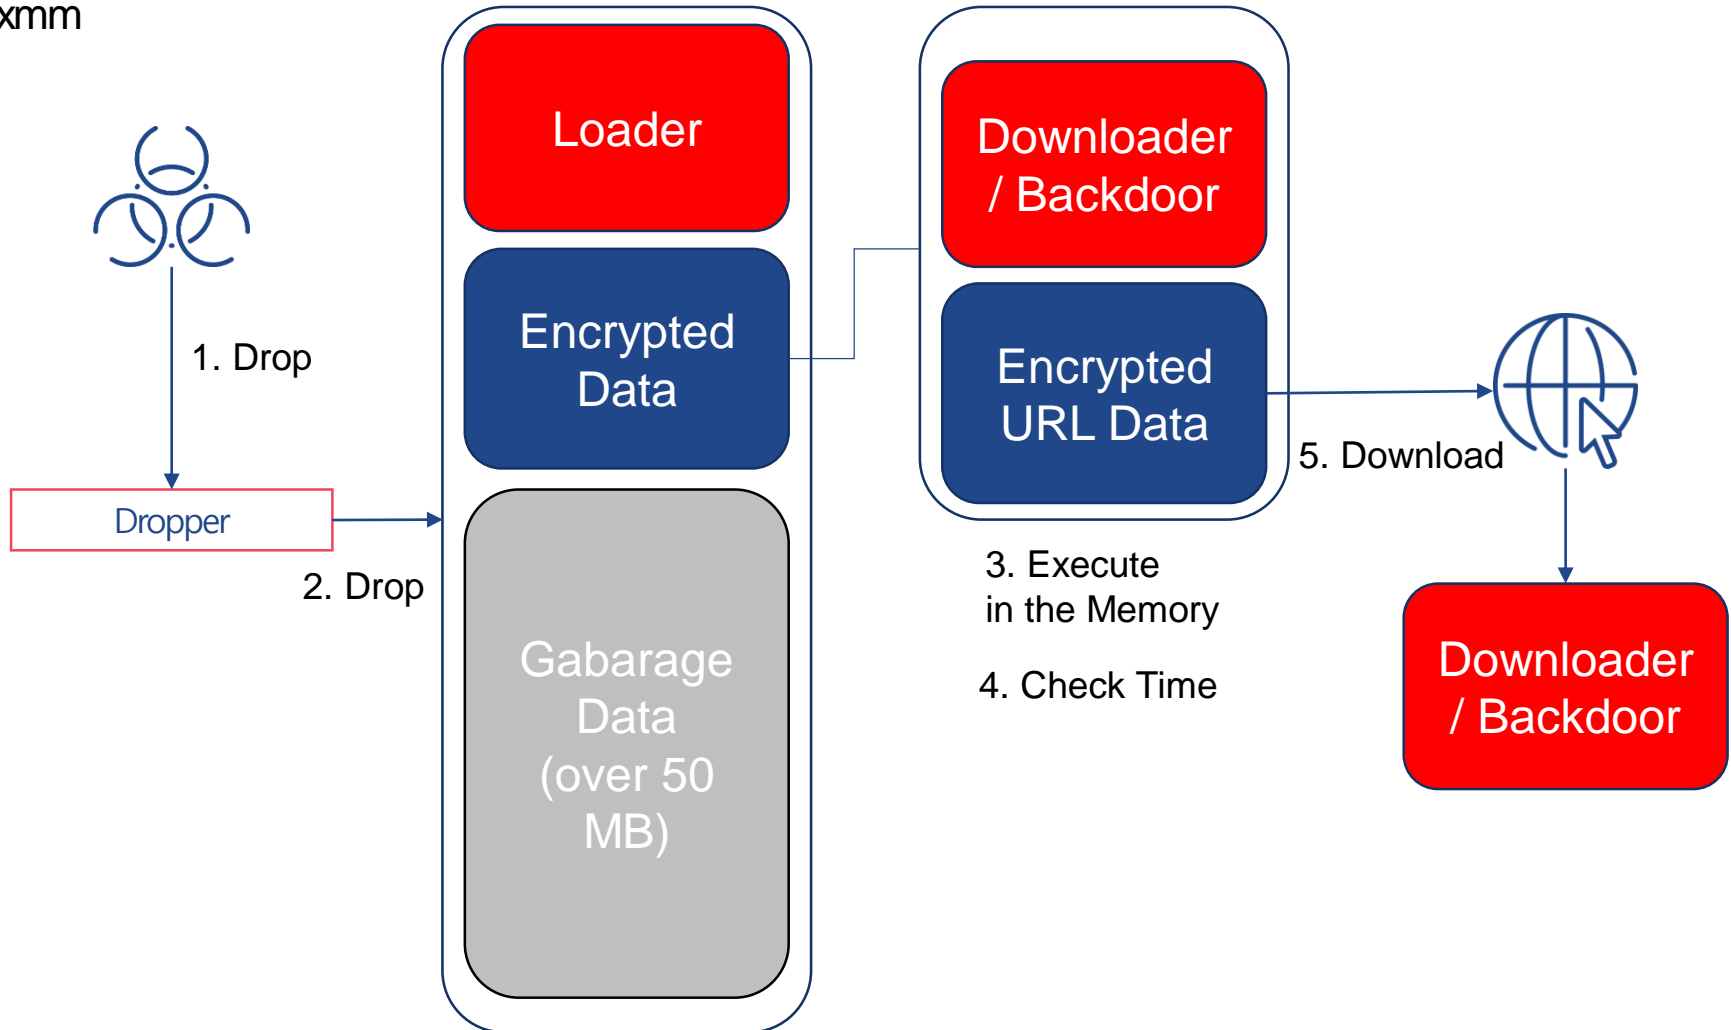 xmm
Loader
Downloader
/ Backdoor
Encrypted
Data
1. Drop
Encrypted
URL Data
5. Download
Dropper
2. Drop
3. Execute
in the Memory
4. Check Time
Gabarage
Data
(over 50
MB)
Downloader
/ Backdoor